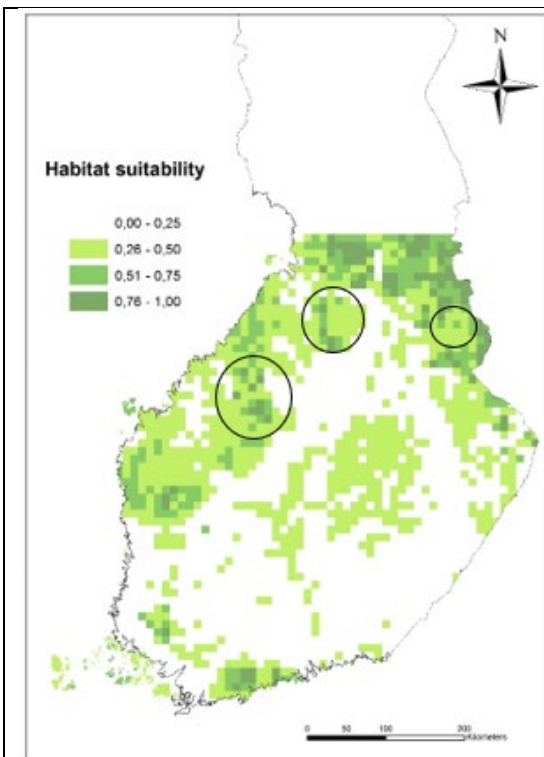 N
Habitat suitability
0,00 - 0,25
0,26 - 0,50
0,51 - 0,75
0,76 - 1,00
0 50 100 200
Kilometers